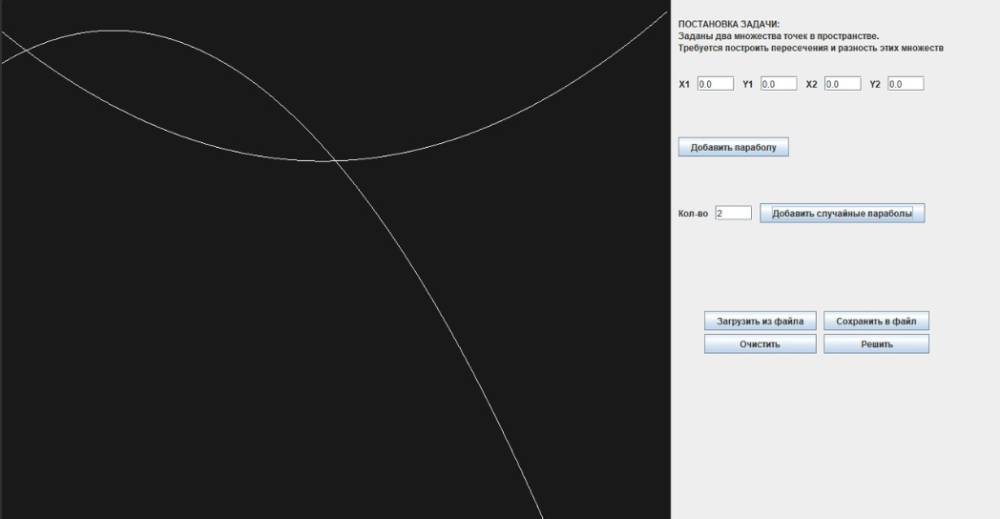 ПОСТАНОВКА ЗАДАЧИ:
Заданы два множества точек в пространстве.
Требуется построить пересечения и разность этих множеств
X1 0.0 Y1 0.0 X2 0.0 Y2 0.0
Добавить параболу
Кол-во 2 Добавить случайные параболы
Загрузить из файла Сохранить в файл
Очистить Решить